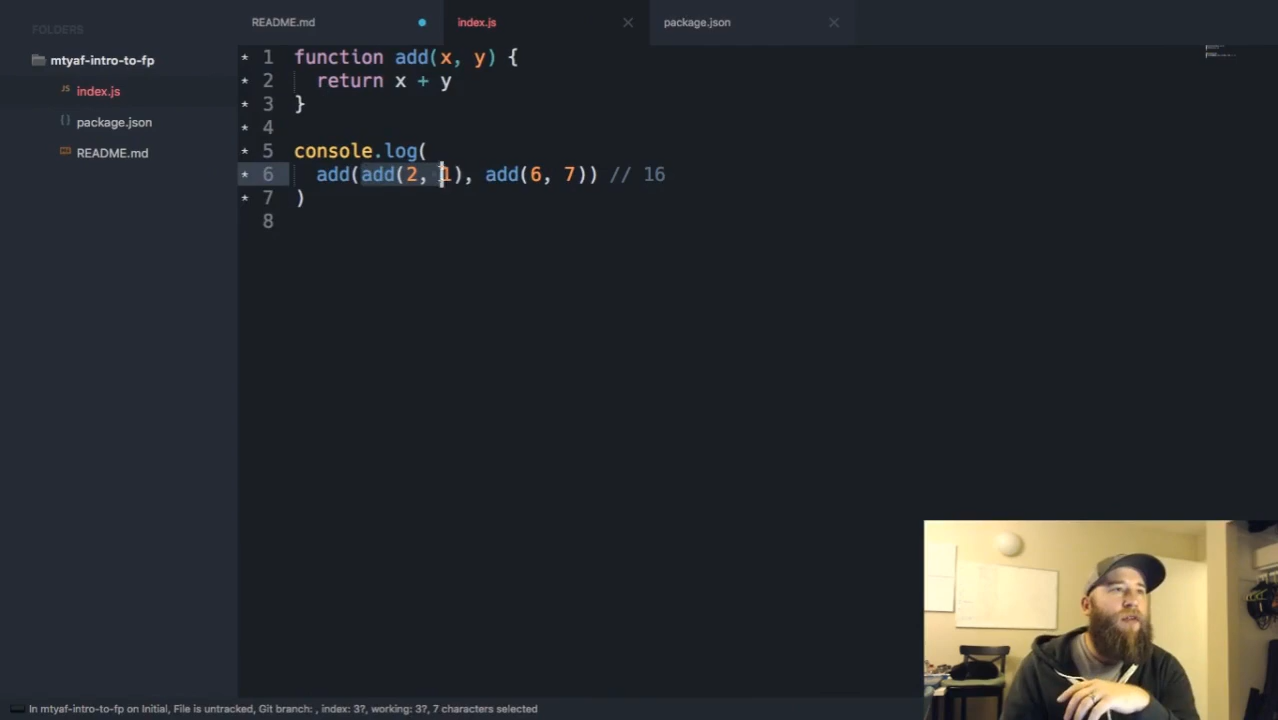 FOLDERS
mtyaf-intro-to-fp
JS index.js
{} package.json
README.md
README.md
index.js
package.json
* 1 function add(x, y) {
* 2 return x + y
* 3 }
* 4
* 5 console.log(
* 6 add(add(2, 1), add(6, 7)) // 16
* 7 )
8
In mtyaf-intro-to-fp on Initial, File is untracked, Git branch: , index: 3?, working: 3?, 7 characters selected